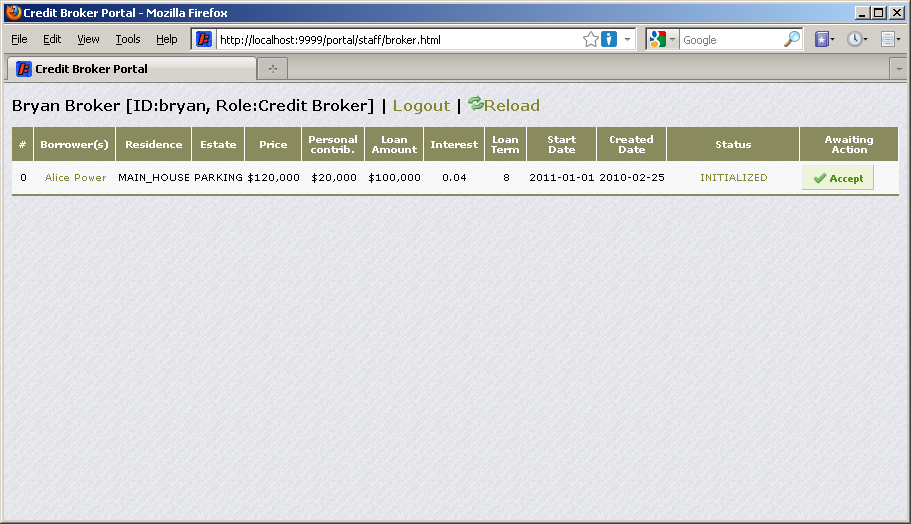 Credit Broker Portal - Mozilla Firefox
File Edit View Tools Help http://localhost:9999/portal/staff/broker.html Google
Credit Broker Portal
Bryan Broker [ID:bryan, Role:Credit Broker] | Logout | Reload
# Borrower(s) Residence Estate Price Personal contrib. Loan Amount Interest Loan Term Start Date Created Date Status Awaiting Action
0 Alice Power MAIN_HOUSE PARKING $120,000 $20,000 $100,000 0.04 8 2011-01-01 2010-02-25 INITIALIZED Accept